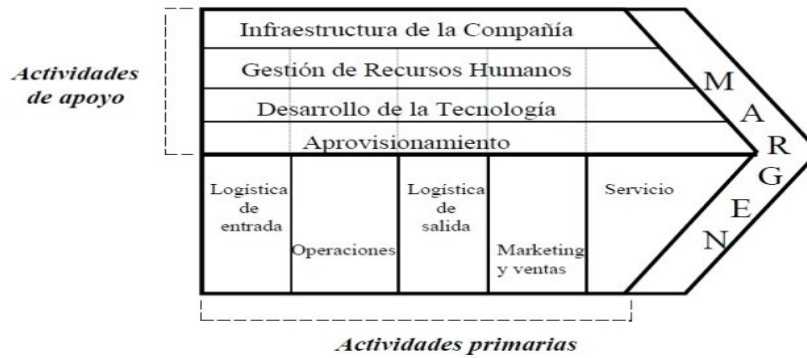 Infraestructura de la Compañía
Actividades
de apoyo
Gestión de Recursos Humanos
Desarrollo de la Tecnología
Aprovisionamiento
MARGEN
Logística
de
entrada
Operaciones
Logística
de
salida
Marketing
y ventas
Servicio
Actividades primarias